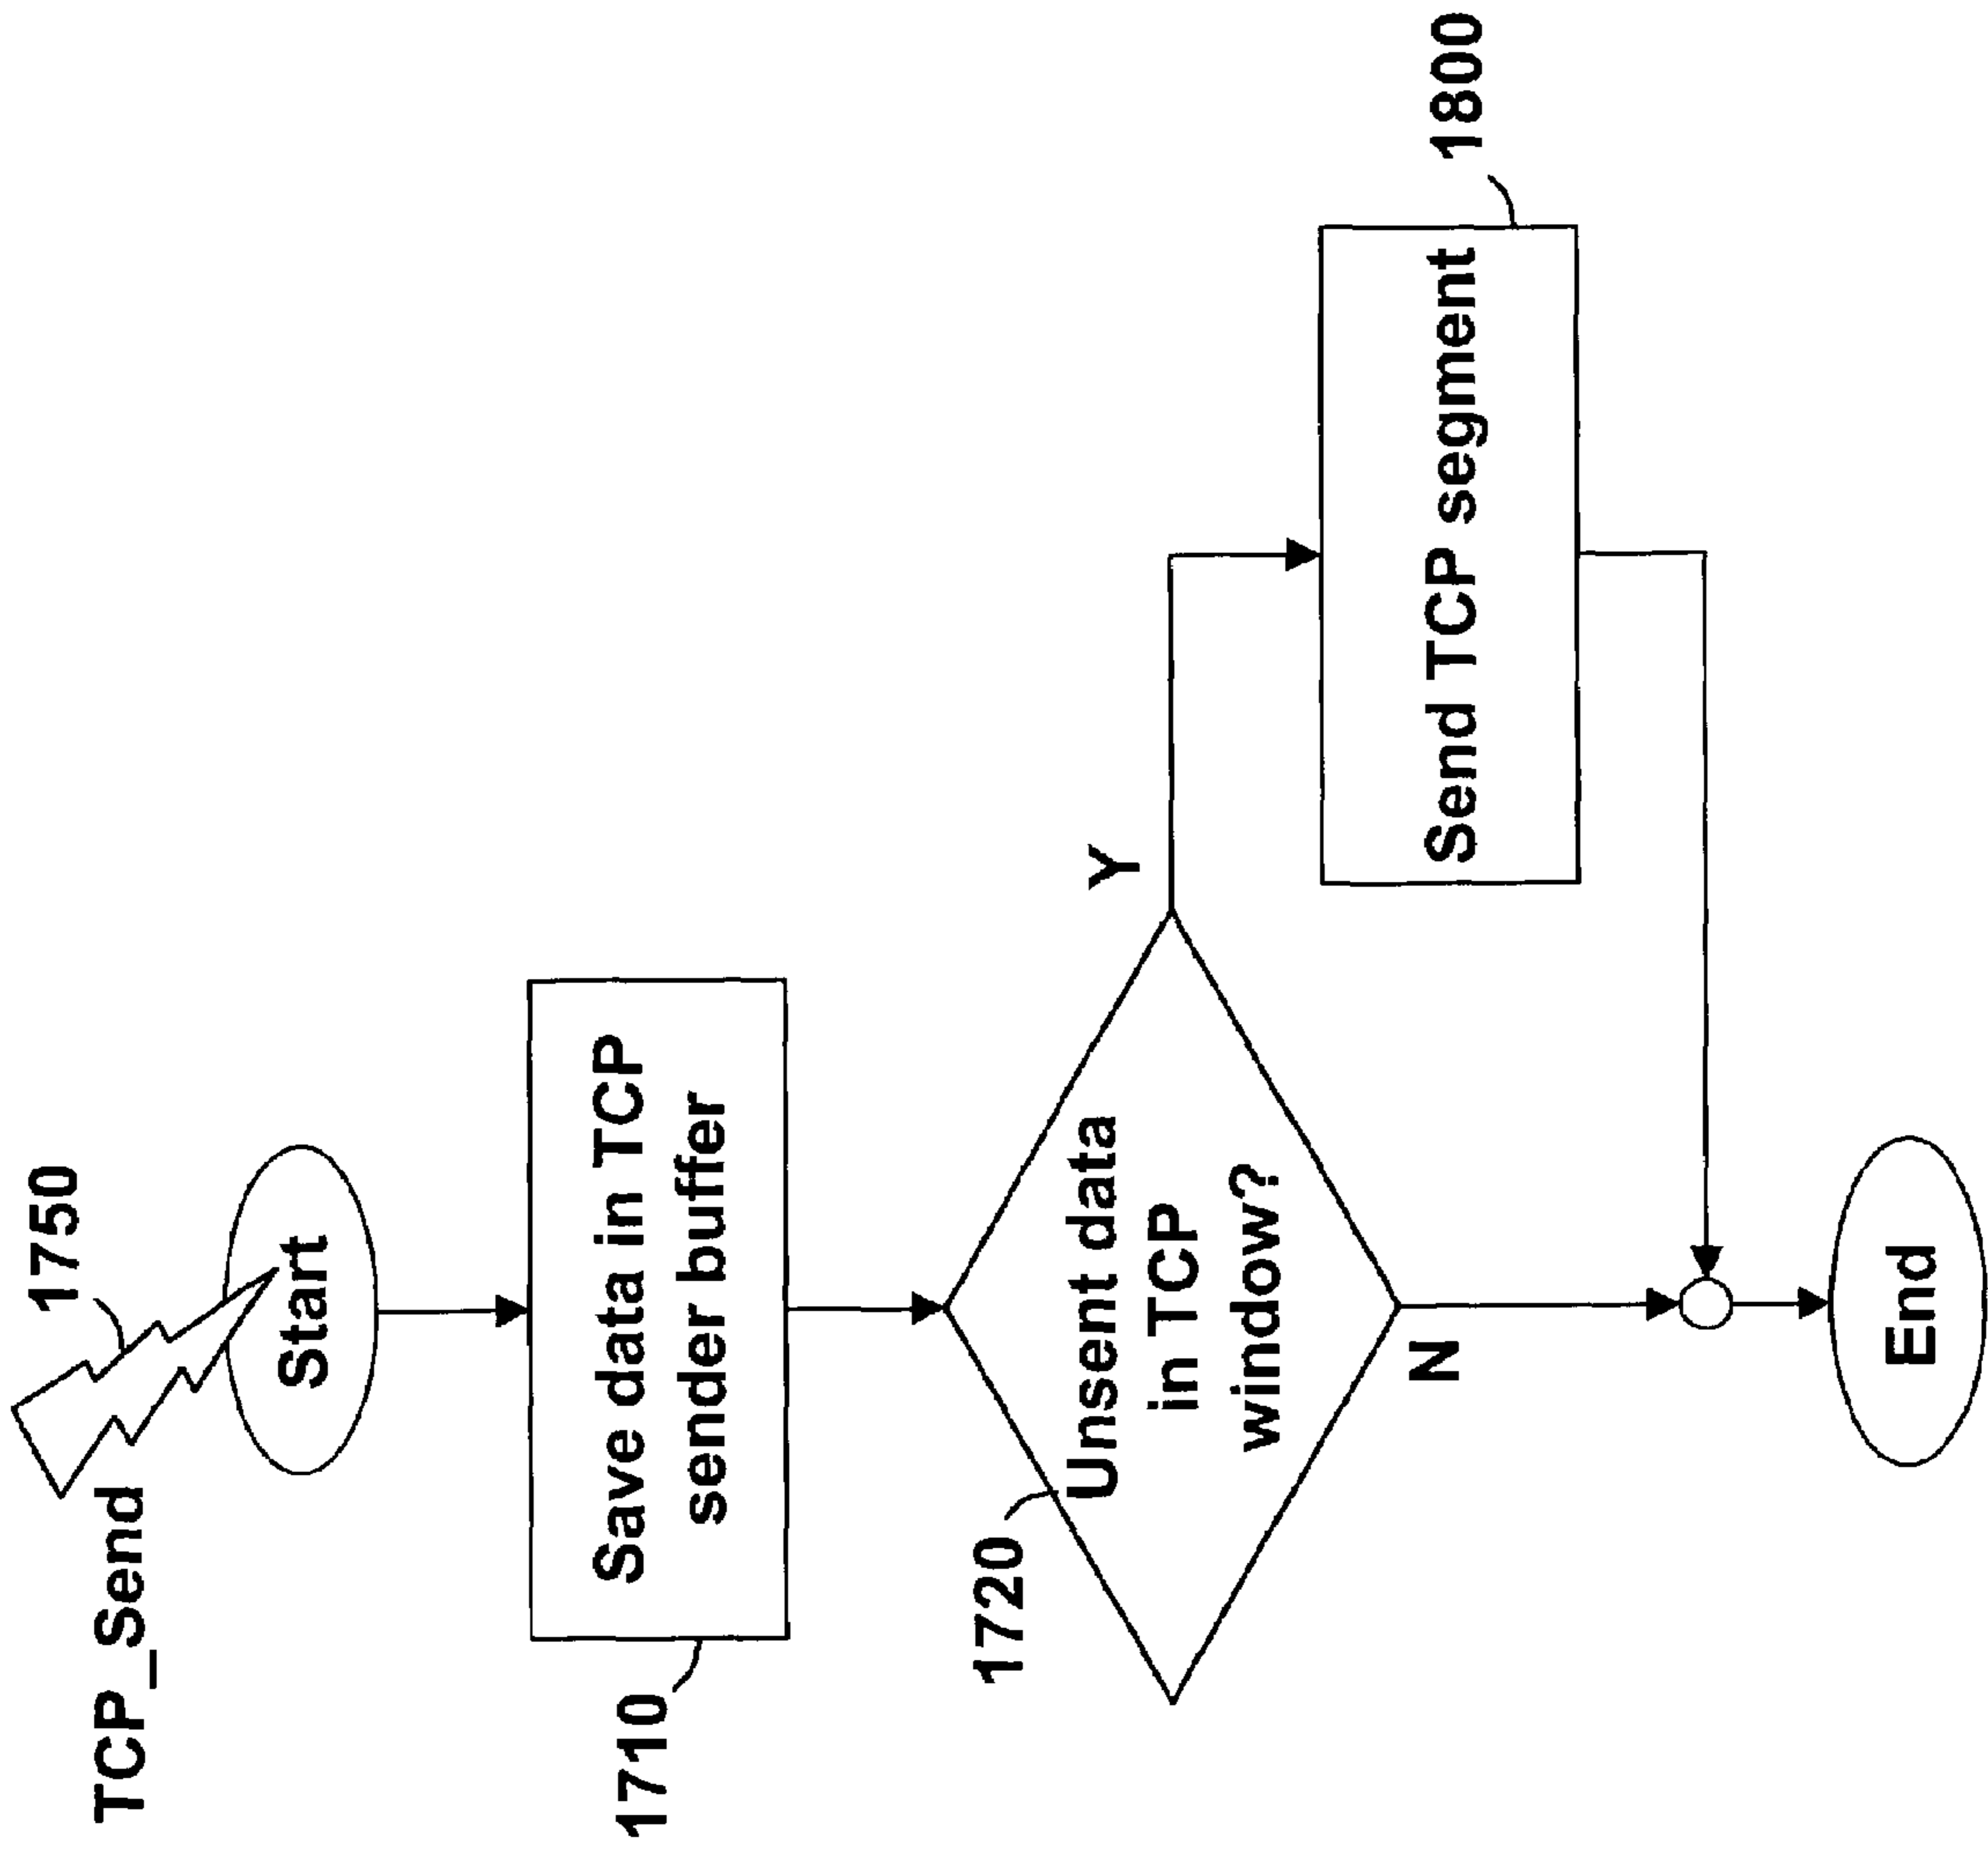 TCP_Send
1750
Start
1710
Save data in TCP
sender buffer
1720
Unsent data
in TCP
window?
Y
N
Send TCP segment
1800
End